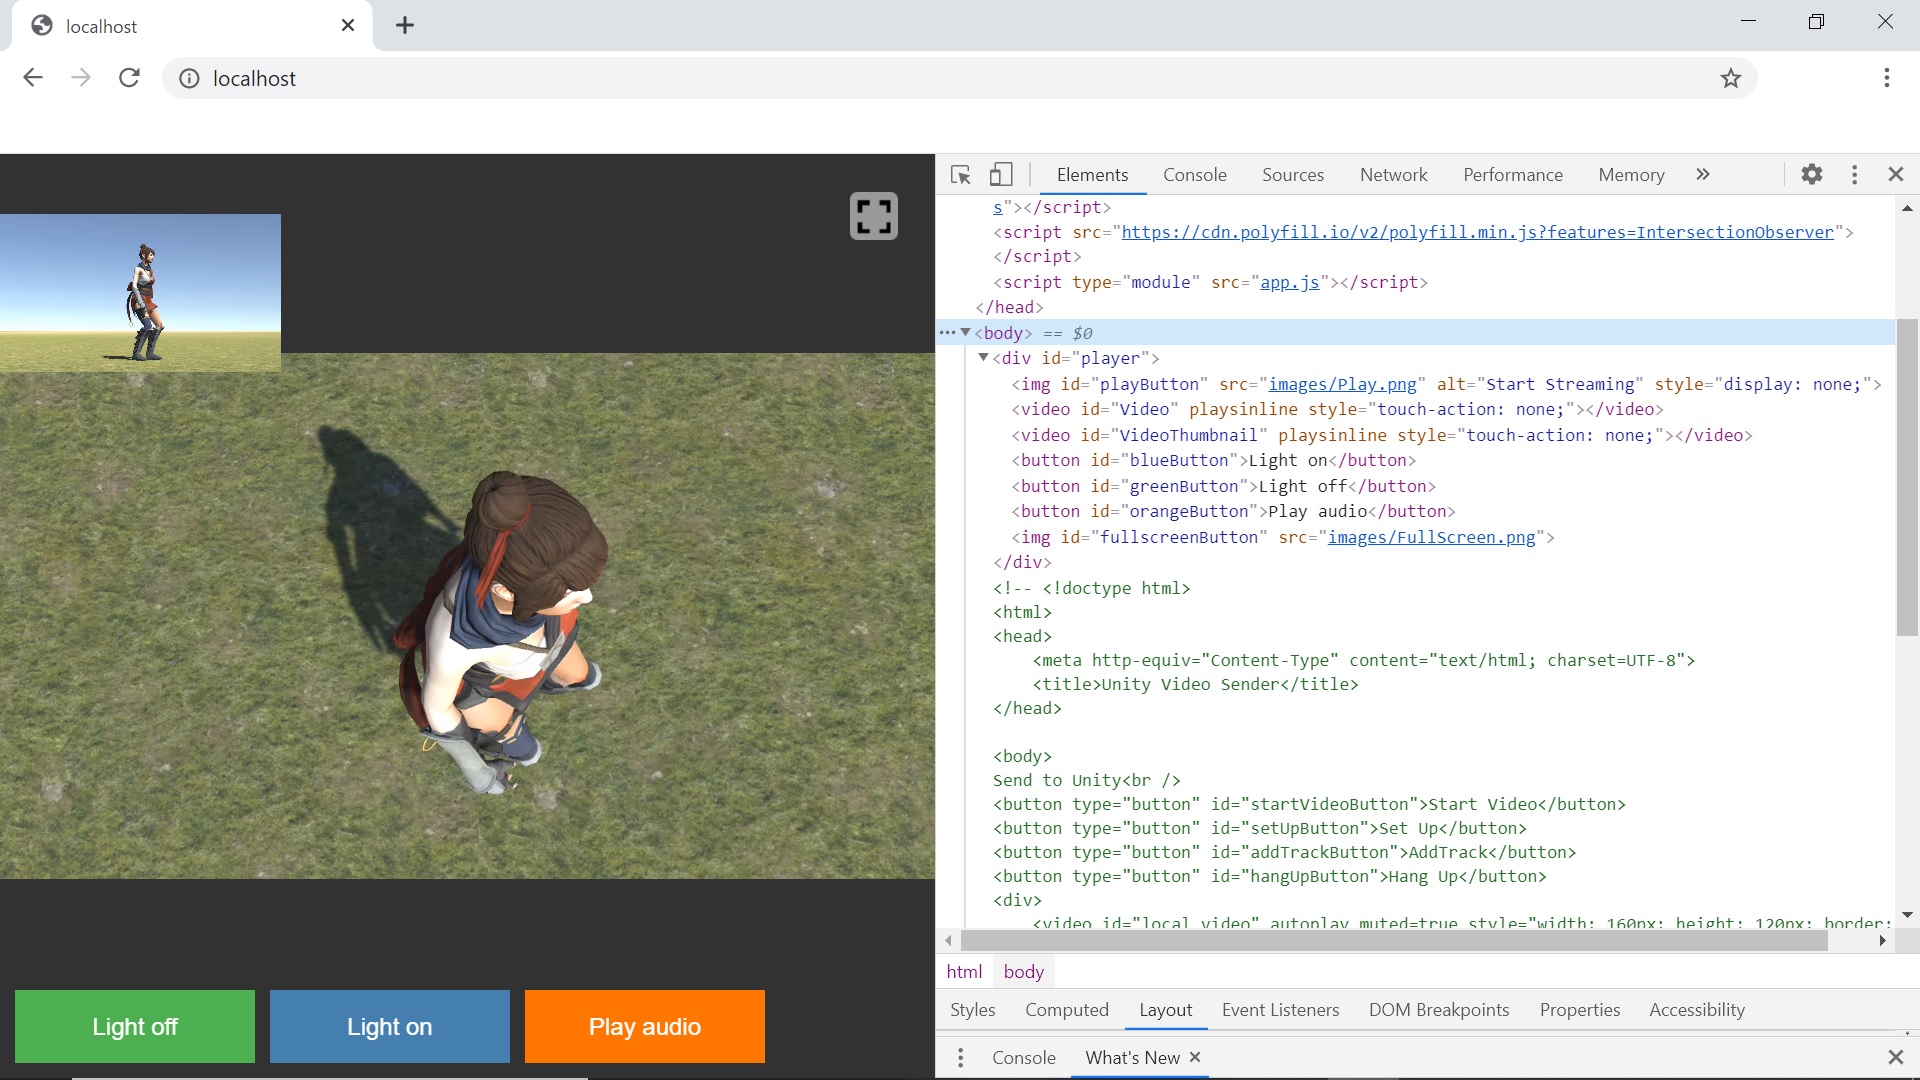 localhost
localhost
Elements Console Sources Network Performance Memory
s"></script>
<script src="https://cdn.polyfill.io/v2/polyfill.min.js?features=IntersectionObserver">
</script>
<script type="module" src="app.js"></script>
</head>
<body> == $0
<div id="player">
<img id="playButton" src="images/Play.png" alt="Start Streaming" style="display: none;">
<video id="Video" playsinline style="touch-action: none;"></video>
<video id="VideoThumbnail" playsinline style="touch-action: none;"></video>
<button id="blueButton">Light on</button>
<button id="greenButton">Light off</button>
<button id="orangeButton">Play audio</button>
<img id="fullscreenButton" src="images/FullScreen.png">
</div>
<!-- <!doctype html>
<html>
<head>
<meta http-equiv="Content-Type" content="text/html; charset=UTF-8">
<title>Unity Video Sender</title>
</head>
<body>
Send to Unity<br />
<button type="button" id="startVideoButton">Start Video</button>
<button type="button" id="setUpButton">Set Up</button>
<button type="button" id="addTrackButton">AddTrack</button>
<button type="button" id="hangUpButton">Hang Up</button>
<div>
<video id="local_video" autoplay muted=true style="width: 160px; height: 120px; border:
html body
Styles Computed Layout Event Listeners DOM Breakpoints Properties Accessibility
Console What's New
Light off
Light on
Play audio